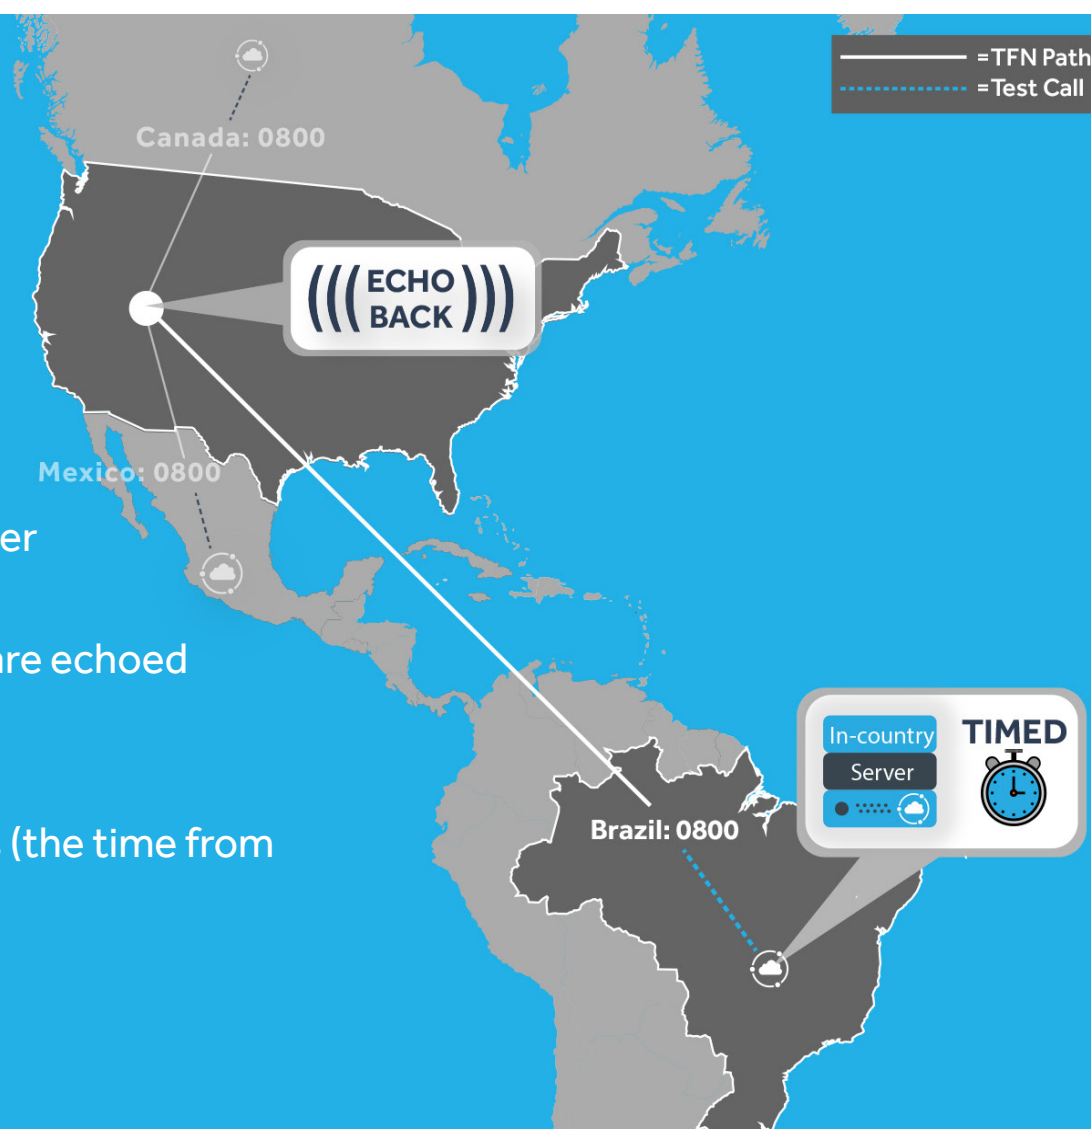 =TFN Path
=Test Call
Canada: 0800
(((ECHO
BACK)))
Mexico: 0800
er
are echoed
(the time from
In-country
Server
TIMED
Brazil: 0800